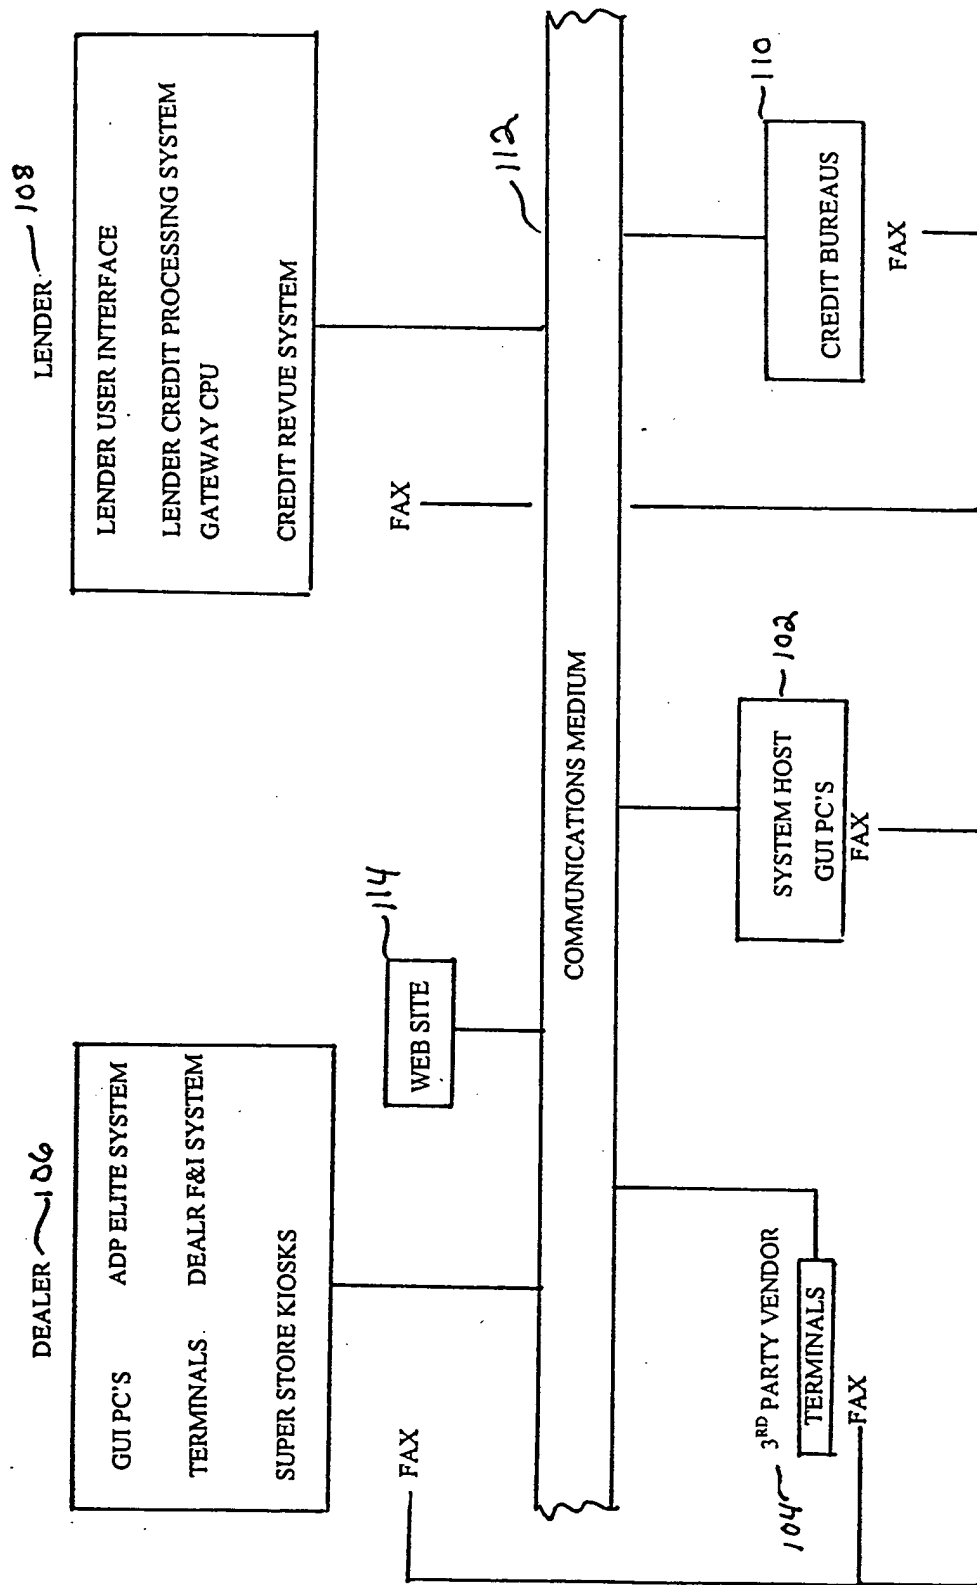 DEALER 106
GUI PC'S ADP ELITE SYSTEM
TERMINALS. DEALR F&I SYSTEM
SUPER STORE KIOSKS
FAX
WEB SITE
114
LENDER 108
LENDER USER INTERFACE
LENDER CREDIT PROCESSING SYSTEM
GATEWAY CPU
CREDIT REVUE SYSTEM
FAX
112
COMMUNICATIONS MEDIUM
104 3RD PARTY VENDOR
TERMINALS
FAX
102
SYSTEM HOST
GUI PC'S
FAX
110
CREDIT BUREAUS
FAX